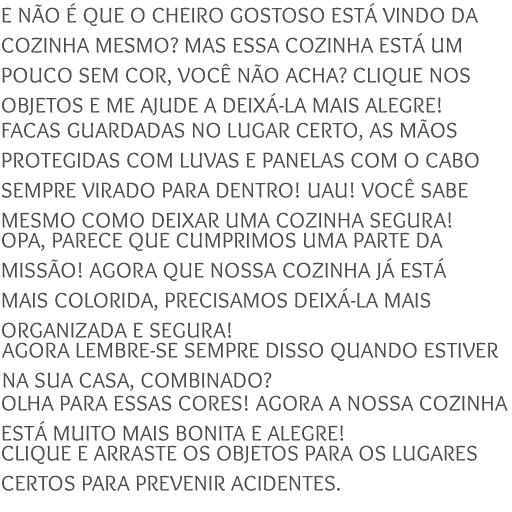 E NÃO É QUE O CHEIRO GOSTOSO ESTÁ VINDO DA
COZINHA MESMO? MAS ESSA COZINHA ESTÁ UM
POUCO SEM COR, VOCÊ NÃO ACHA? CLIQUE NOS
OBJETOS E ME AJUDE A DEIXÁ-LA MAIS ALEGRE!
FACAS GUARDADAS NO LUGAR CERTO, AS MÃOS
PROTEGIDAS COM LUVAS E PANELAS COM O CABO
SEMPRE VIRADO PARA DENTRO! UAU! VOCÊ SABE
MESMO COMO DEIXAR UMA COZINHA SEGURA!
OPA, PARECE QUE CUMPRIMOS UMA PARTE DA
MISSÃO! AGORA QUE NOSSA COZINHA JÁ ESTÁ
MAIS COLORIDA, PRECISAMOS DEIXÁ-LA MAIS
ORGANIZADA E SEGURA!
AGORA LEMBRE-SE SEMPRE DISSO QUANDO ESTIVER
NA SUA CASA, COMBINADO?
OLHA PARA ESSAS CORES! AGORA A NOSSA COZINHA
ESTÁ MUITO MAIS BONITA E ALEGRE!
CLIQUE E ARRASTE OS OBJETOS PARA OS LUGARES
CERTOS PARA PREVENIR ACIDENTES.